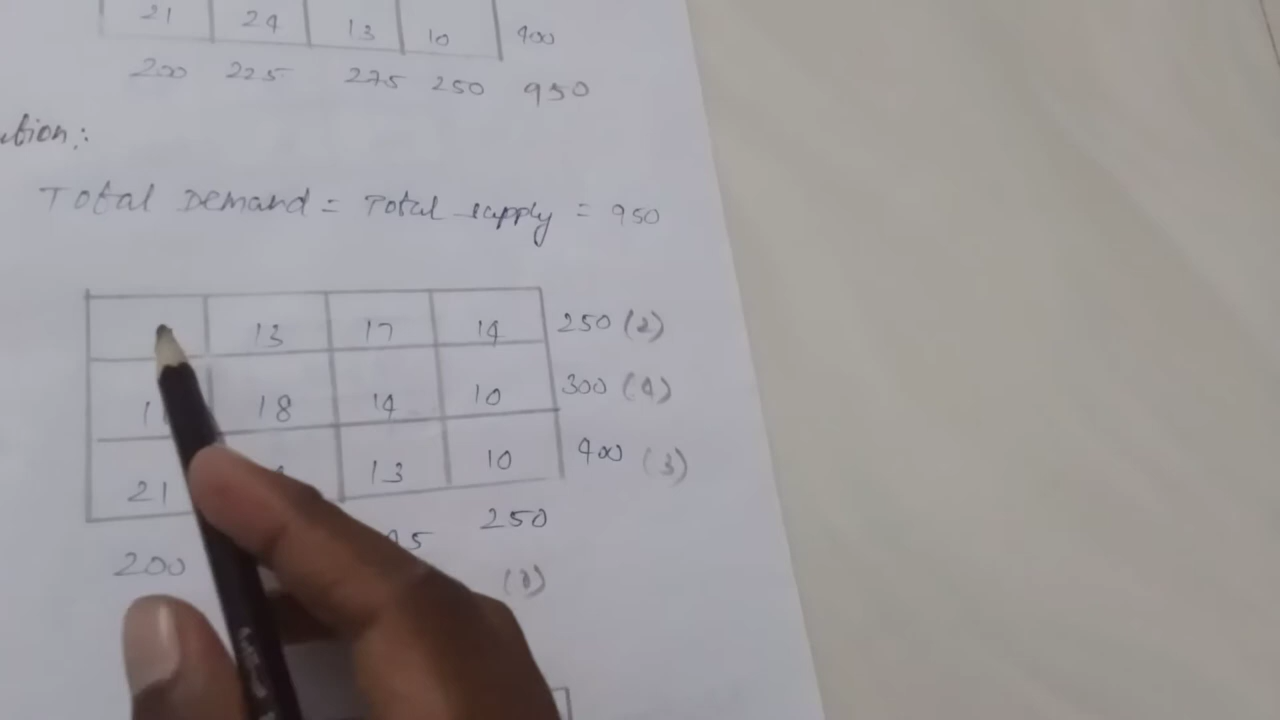 21 24 13 10 400
200 225 275 250 950
ution:
Total Demand = Total supply = 950
13 17 14 250 (2)
18 14 10 300 (4)
21 13 10 400 (3)
200 250